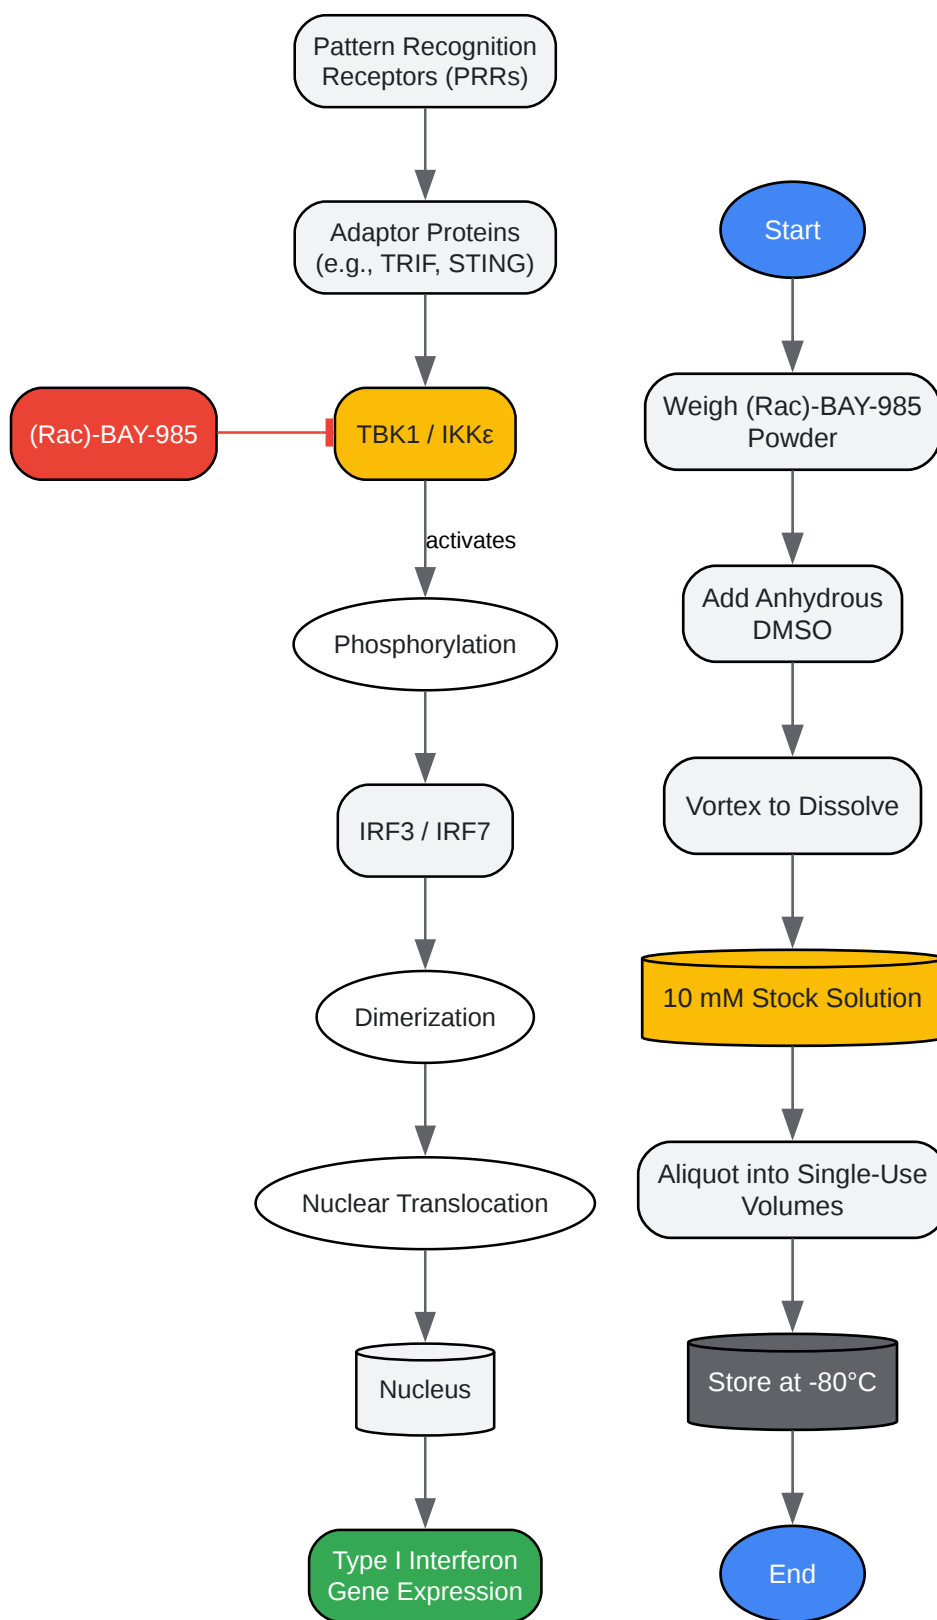 Pattern Recognition
Receptors (PRRs)
Adaptor Proteins
(e.g., TRIF, STING)
(Rac)-BAY-985
TBK1 / IKKε
activates
Phosphorylation
IRF3 / IRF7
Dimerization
Nuclear Translocation
Nucleus
Type I Interferon
Gene Expression
Start
Weigh (Rac)-BAY-985
Powder
Add Anhydrous
DMSO
Vortex to Dissolve
10 mM Stock Solution
Aliquot into Single-Use
Volumes
Store at -80°C
End